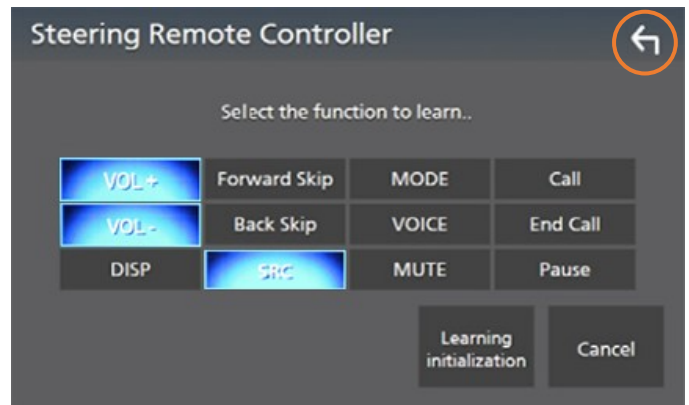 Steering Remote Controller
Select the function to learn..
VOL+ Forward Skip MODE Call
VOL- Back Skip VOICE End Call
DISP SRC MUTE Pause
Learning
initialization
Cancel